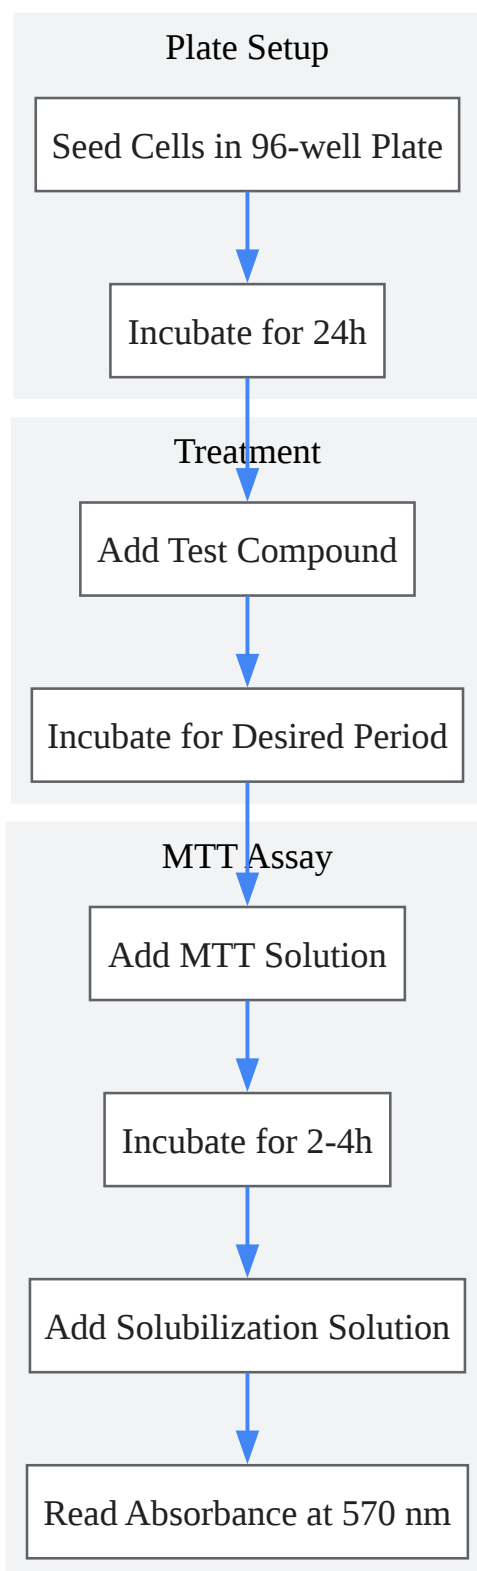 Plate Setup
Seed Cells in 96-well Plate
Incubate for 24h
Treatment
Add Test Compound
Incubate for Desired Period
MTT Assay
Add MTT Solution
Incubate for 2-4h
Add Solubilization Solution
Read Absorbance at 570 nm